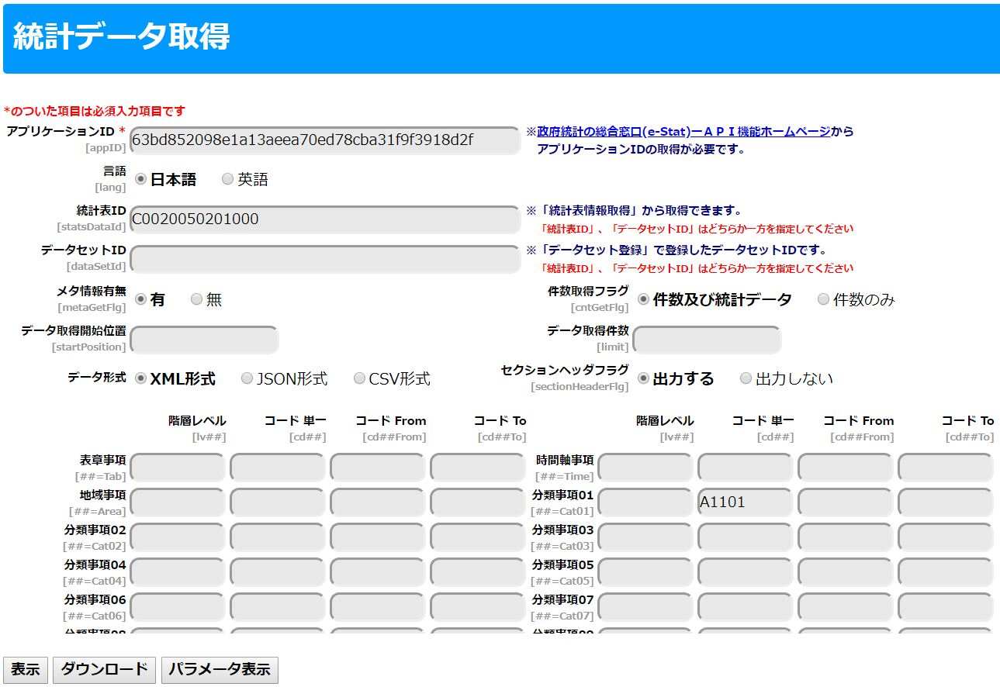 統計データ取得
*のついた項目は必須入力項目です
アプリケーションID *
[appID]
63bd852098e1a13aeea70ed78cba31f9f3918d2f
※政府統計の総合窓口(e-Stat)ーＡＰＩ機能ホームページから
アプリケーションIDの取得が必要です。
言語
[lang]
日本語 英語
統計表ID
[statsDataId]
C0020050201000
※「統計表情報取得」から取得できます。
「統計表ID」、「データセットID」はどちらか一方を指定してください
データセットID
[dataSetId]
※「データセット登録」で登録したデータセットIDです。
「統計表ID」、「データセットID」はどちらか一方を指定してください
メタ情報有無
[metaGetFlg]
有 無
件数取得フラグ
[cntGetFlg]
件数及び統計データ 件数のみ
データ取得開始位置
[startPosition]
データ取得件数
[limit]
データ形式 XML形式 JSON形式 CSV形式
セクションヘッダフラグ
[sectionHeaderFlg]
出力する 出力しない
階層レベル コード 単一 コード From コード To 階層レベル コード 単一 コード From コード To
[lv##] [cd##] [cd##From] [cd##To] [lv##] [cd##] [cd##From] [cd##To]
表章事項 時間軸事項
[##=Tab] [##=Time]
地域事項 分類事項01 A1101
[##=Area] [##=Cat01]
分類事項02 分類事項03
[##=Cat02] [##=Cat03]
分類事項04 分類事項05
[##=Cat04] [##=Cat05]
分類事項06 分類事項07
[##=Cat06] [##=Cat07]
分類事項08 分類事項09
表示 ダウンロード パラメータ表示